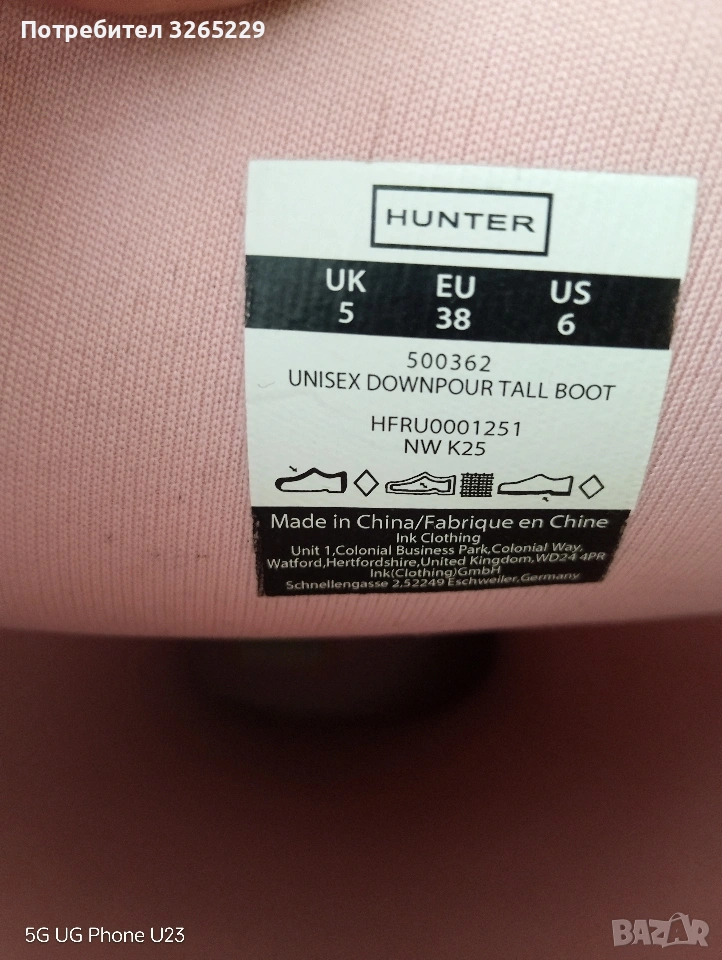 Потребител 3265229
HUNTER
UK EU US
5 38 6
500362
UNISEX DOWNPOUR TALL BOOT
HFRU0001251
NW K25
Made in China/Fabrique en Chine
Ink Clothing
Unit 1,Colonial Business Park,Colonial Way,
Watford,Hertfordshire,United Kingdom,WD24 4PR
Ink(Clothing)GmbH
Schnellengasse 2,52249 Eschweiler,Germany
5G UG Phone U23
BAZAR